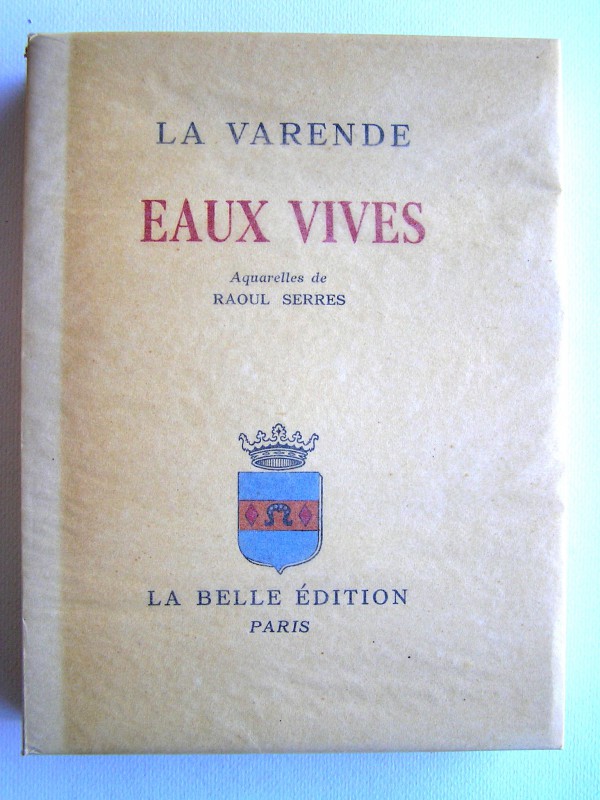 LA VARENDE
EAUX VIVES
Aquarelles de
RAOUL SERRES
LA BELLE ÉDITION
PARIS